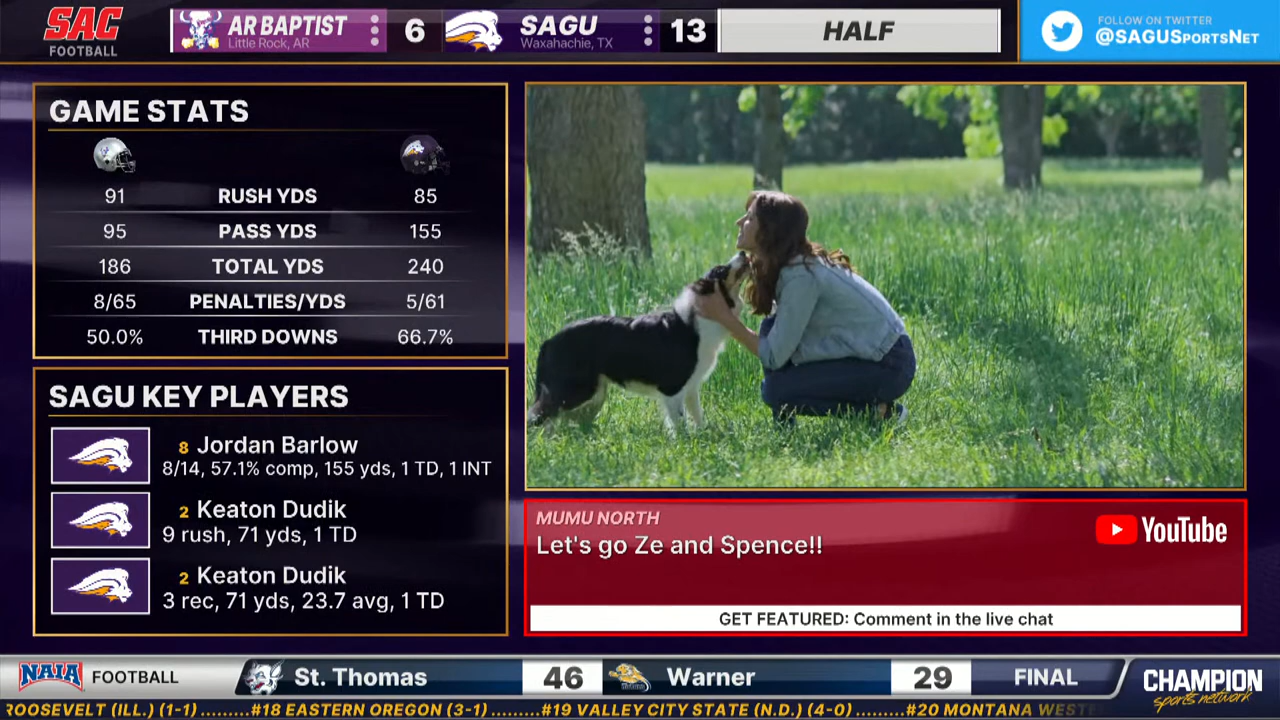 SAC
FOOTBALL
AR BAPTIST
Little Rock, AR
6
SAGU
Waxahachie, TX
13
HALF
FOLLOW ON TWITTER
@SAGUSportsNet
GAME STATS
91 RUSH YDS 85
95 PASS YDS 155
186 TOTAL YDS 240
8/65 PENALTIES/YDS 5/61
50.0% THIRD DOWNS 66.7%
SAGU KEY PLAYERS
8 Jordan Barlow
8/14, 57.1% comp, 155 yds, 1 TD, 1 INT
2 Keaton Dudik
9 rush, 71 yds, 1 TD
2 Keaton Dudik
3 rec, 71 yds, 23.7 avg, 1 TD
MUMU NORTH
Let's go Ze and Spence!!
YouTube
GET FEATURED: Comment in the live chat
NAIA FOOTBALL St. Thomas 46 Warner 29 FINAL
CHAMPION
sports network
ROOSEVELT (ILL.) (1-1) ......... #18 EASTERN OREGON (3-1) ......... #19 VALLEY CITY STATE (N.D.) (4-0) ......... #20 MONTANA WEST